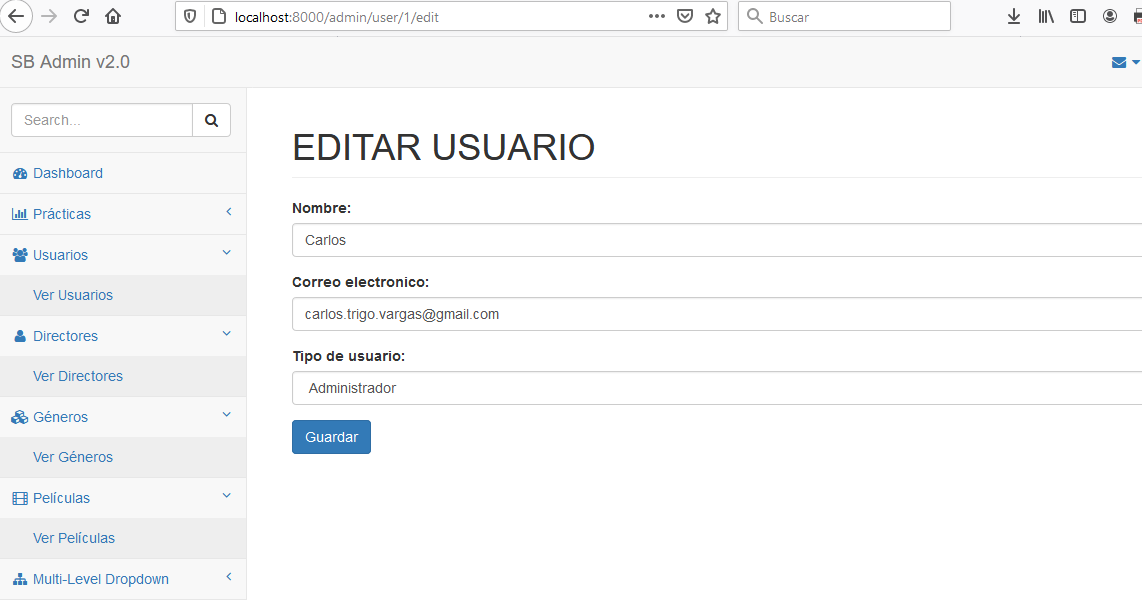 localhost:8000/admin/user/1/edit
Buscar
SB Admin v2.0
Search...
Dashboard
Prácticas
Usuarios
Ver Usuarios
Directores
Ver Directores
Géneros
Ver Géneros
Películas
Ver Películas
Multi-Level Dropdown
EDITAR USUARIO
Nombre:
Carlos
Correo electronico:
carlos.trigo.vargas@gmail.com
Tipo de usuario:
Administrador
Guardar